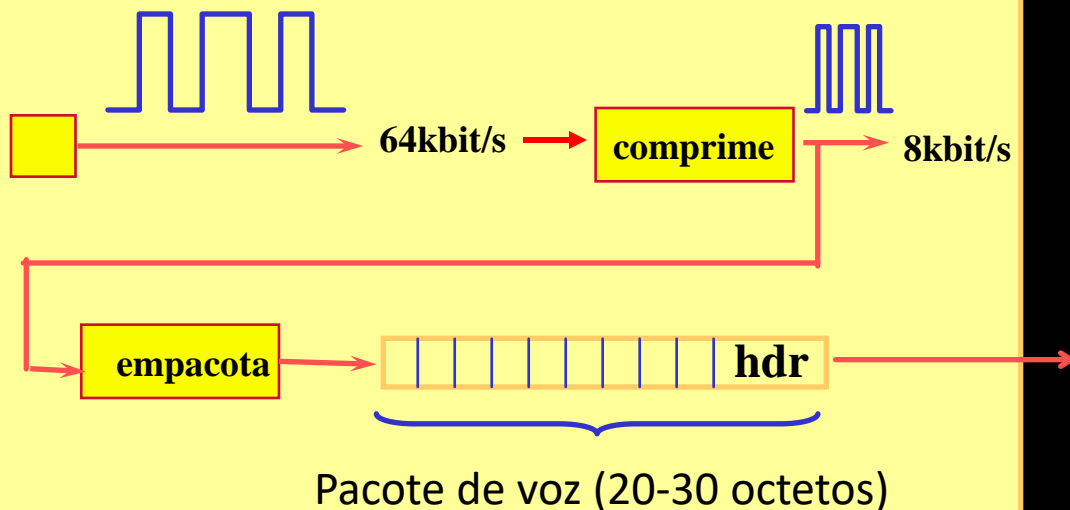 64kbit/s
comprime
8kbit/s
empacota
hdr
Pacote de voz (20-30 octetos)